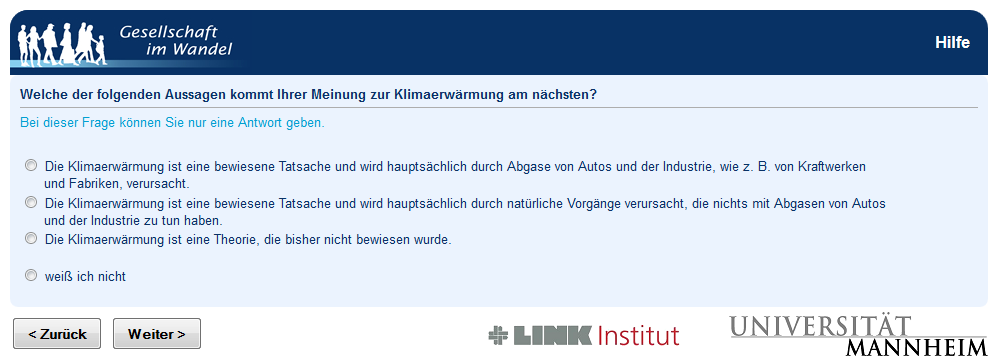 Gesellschaft
im Wandel
Hilfe
Welche der folgenden Aussagen kommt Ihrer Meinung zur Klimaerwärmung am nächsten?
Bei dieser Frage können Sie nur eine Antwort geben.
Die Klimaerwärmung ist eine bewiesene Tatsache und wird hauptsächlich durch Abgase von Autos und der Industrie, wie z. B. von Kraftwerken
und Fabriken, verursacht.
Die Klimaerwärmung ist eine bewiesene Tatsache und wird hauptsächlich durch natürliche Vorgänge verursacht, die nichts mit Abgasen von Autos
und der Industrie zu tun haben.
Die Klimaerwärmung ist eine Theorie, die bisher nicht bewiesen wurde.
weiß ich nicht
< Zurück
Weiter >
LINK Institut
UNIVERSITÄT
MANNHEIM